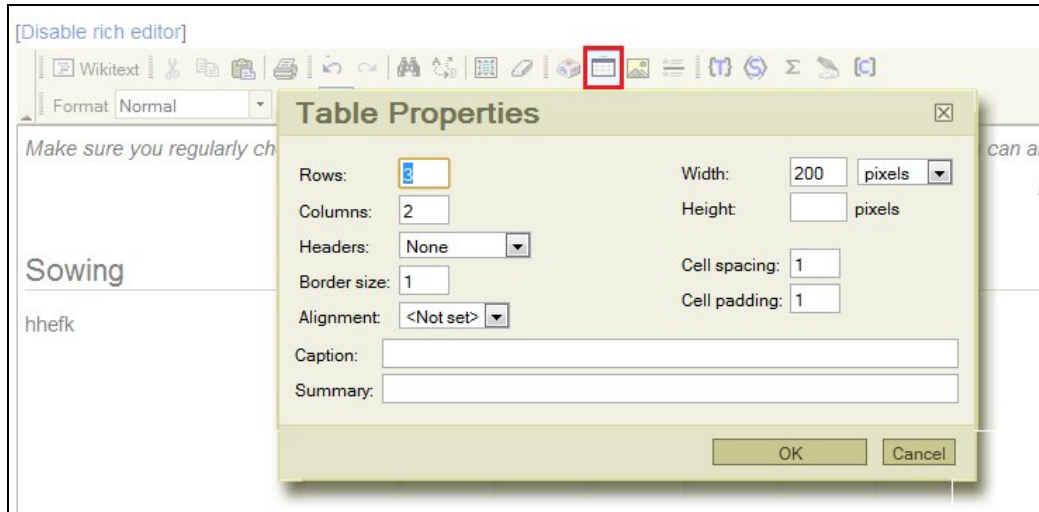 [Disable rich editor]
Wikitext
Format Normal
Table Properties
Make sure you regularly ch
can a
Rows: 3
Width: 200 pixels
Columns: 2
Height: pixels
Headers: None
Sowing
Cell spacing: 1
Border size: 1
Cell padding: 1
hhefk
Alignment: <Not set>
Caption:
Summary:
OK Cancel